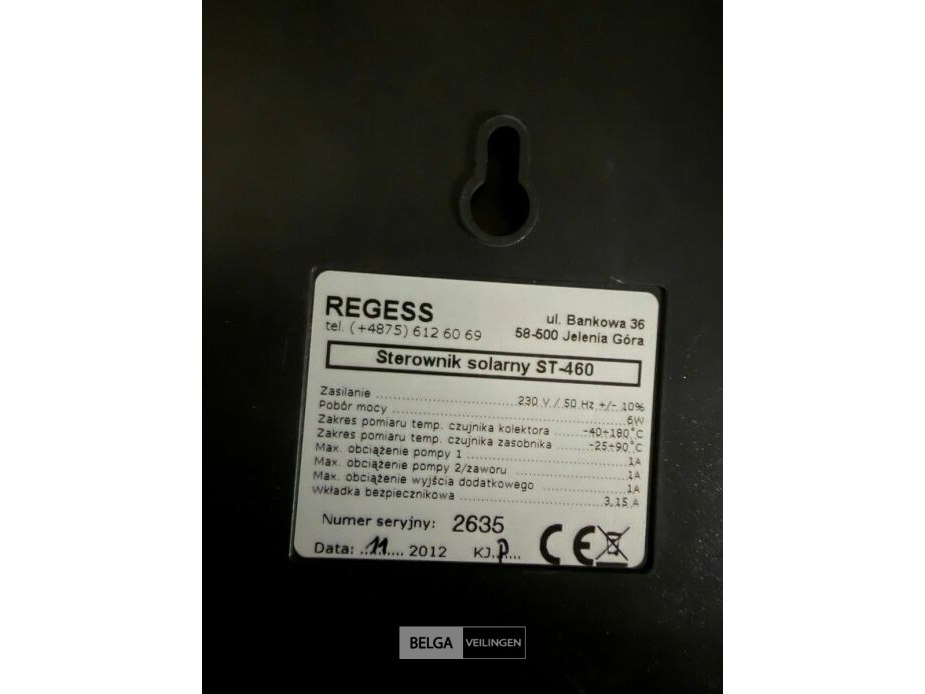 REGESS
tel. (+4875) 612 60 69
ul. Bankowa 36
58-500 Jelenia Góra
Sterownik solarny ST-460
Zasilanie ........................ 230 V / 50 Hz +/- 10%
Pobór mocy ........................ 6W
Zakres pomiaru temp. czujnika kolektora ........ -40÷180°C
Zakres pomiaru temp. czujnika zasobnika ........ -25÷90°C
Max. obciążenie pompy 1 ........................ 1A
Max. obciążenie pompy 2/zaworu ........................ 1A
Max. obciążenie wyjścia dodatkowego ................ 1A
Wkładka bezpiecznikowa ........................ 3,15 A
Numer seryjny: 2635
Data: ..11.... 2012 KJ......
CE
BELGA VEILINGEN